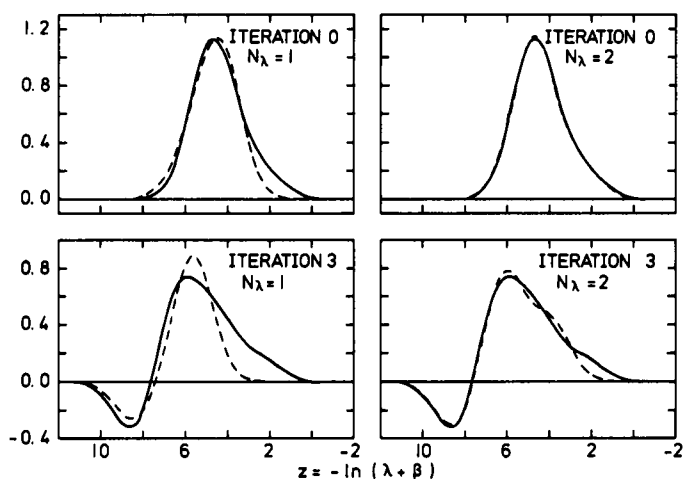 1.2
0.8
0.4
0.0
ITERATION 0
Nλ = 1
ITERATION 0
Nλ = 2
0.8
0.4
0.0
-0.4
ITERATION 3
Nλ = 1
ITERATION 3
Nλ = 2
10 6 2 -2
10 6 2 -2
z = -ln (λ + β)